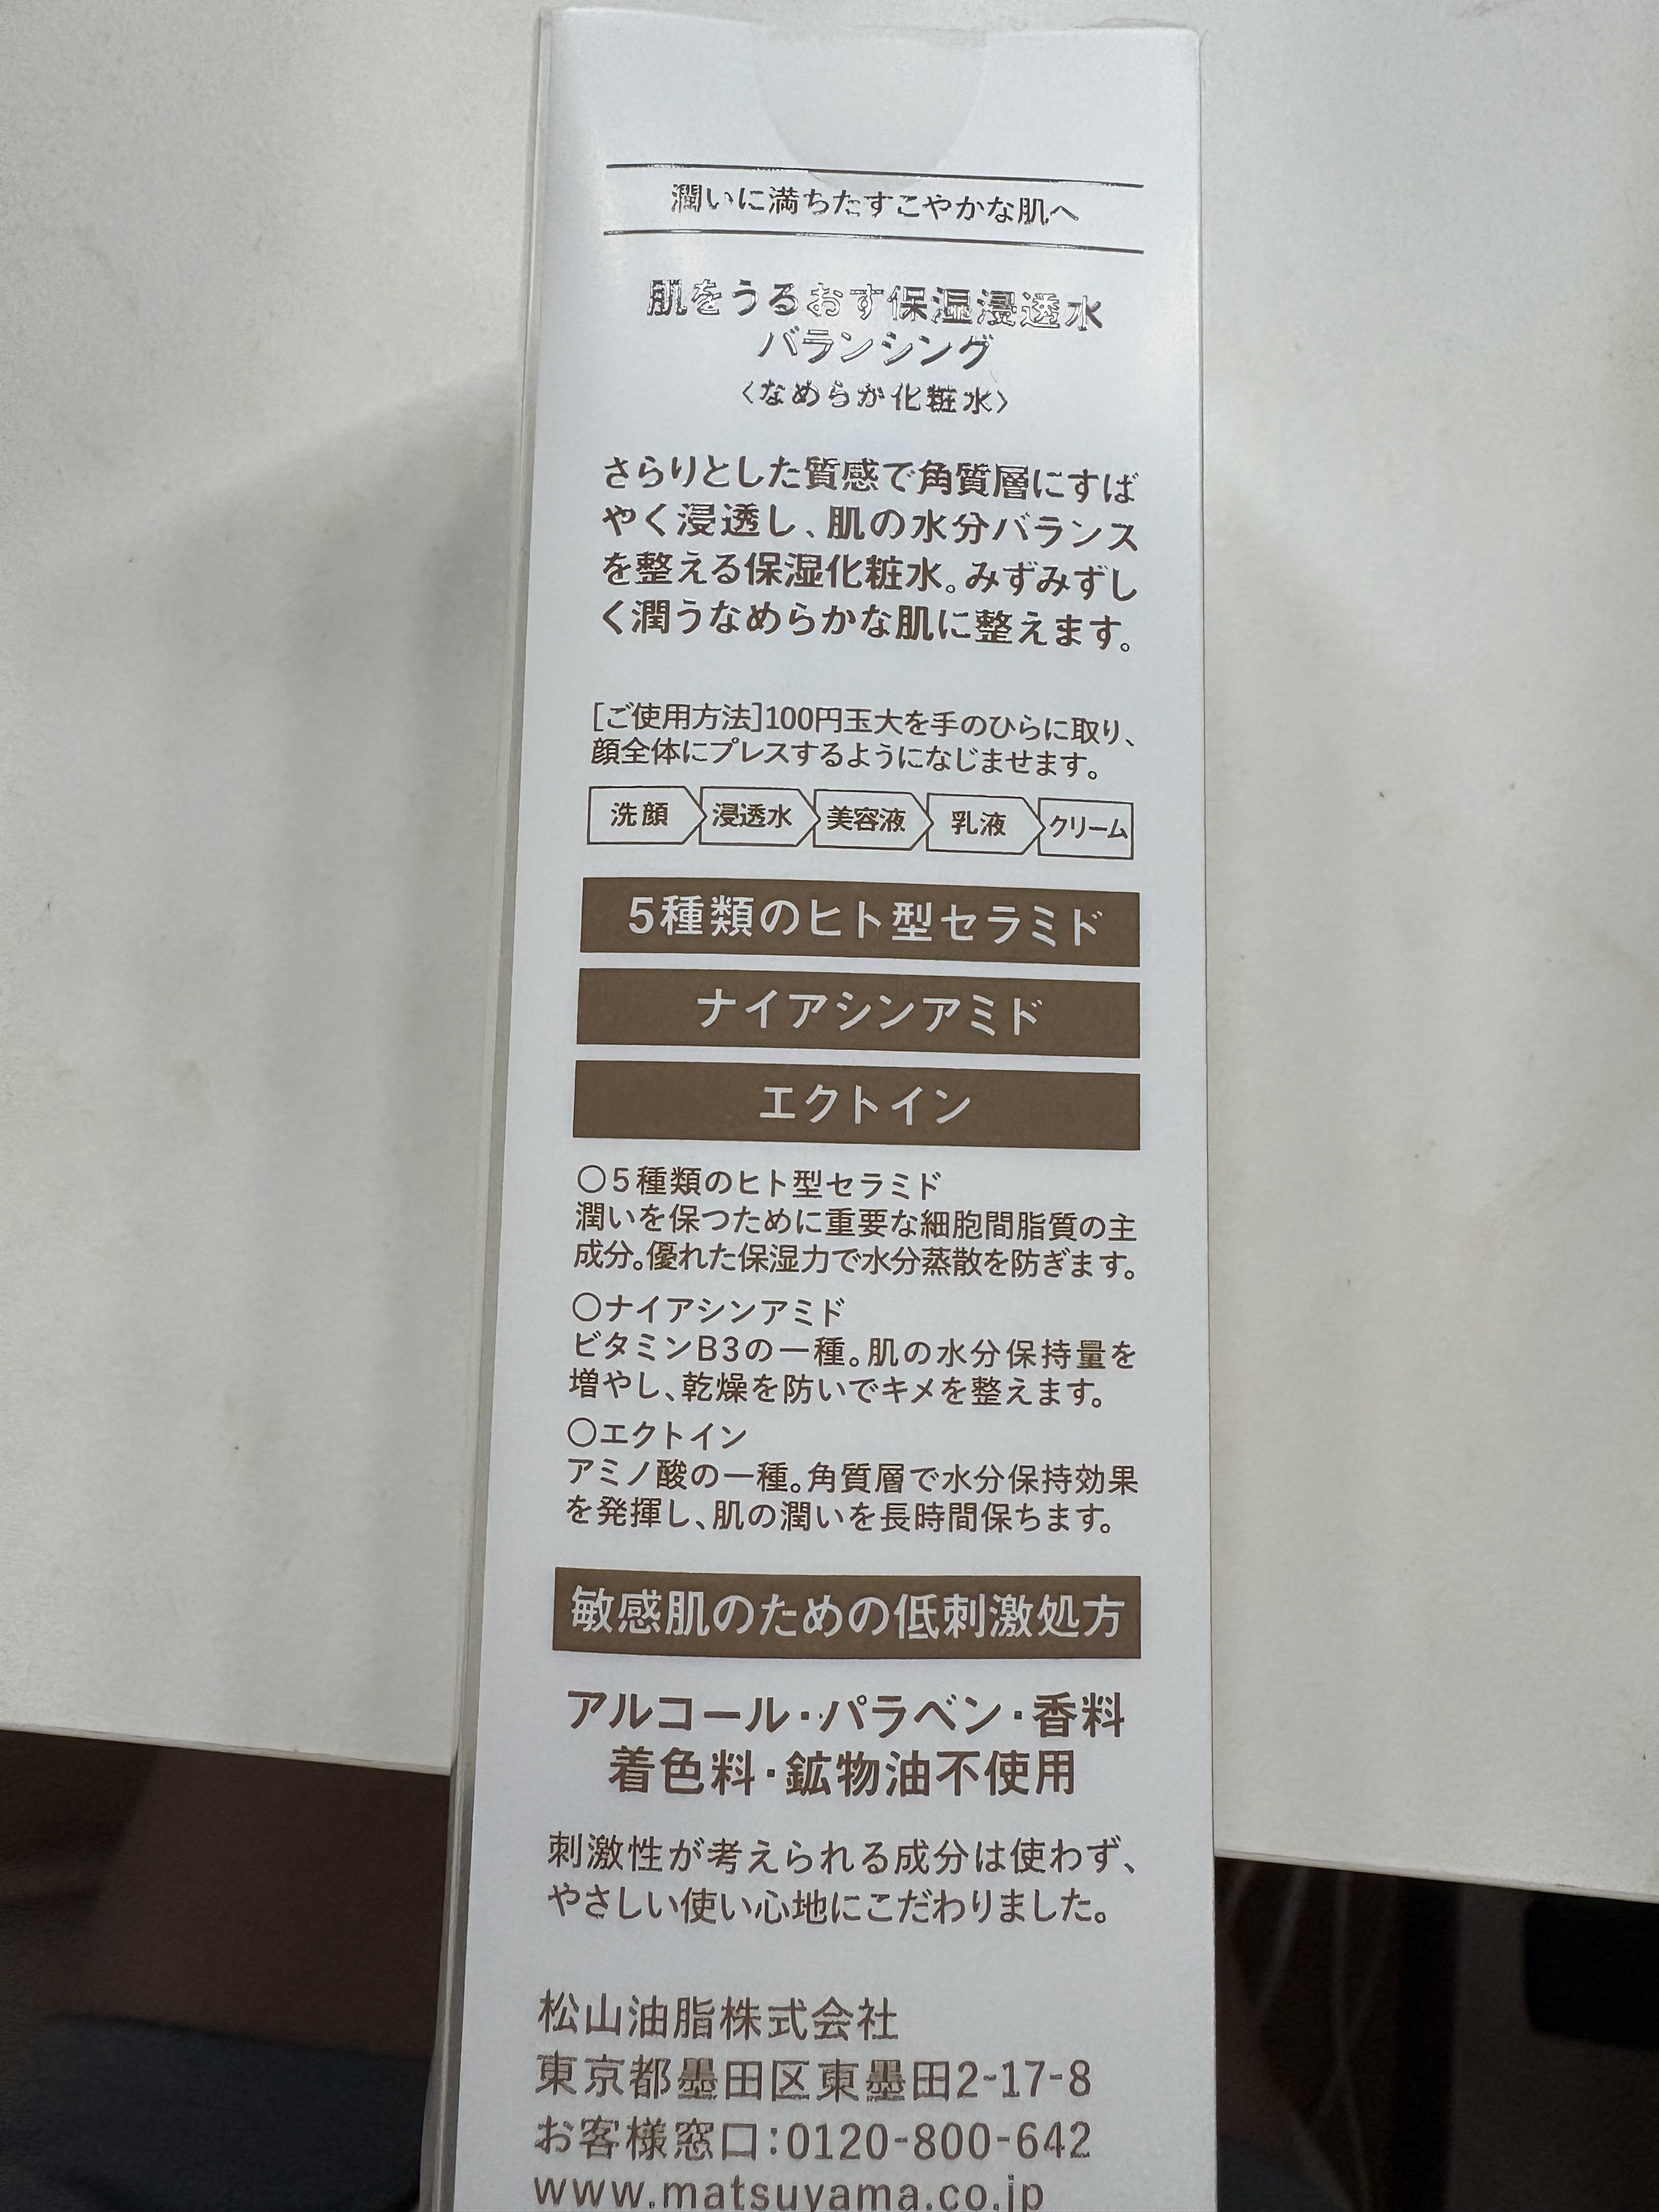 潤いに満ちたすこやかな肌へ
肌をうるおす保湿浸透水
バランシング
〈なめらか化粧水〉
さらりとした質感で角質層にすば
やく浸透し、肌の水分バランス
を整える保湿化粧水。みずみずし
く潤うなめらかな肌に整えます。
[ご使用方法]100円玉大を手のひらに取り、
顔全体にプレスするようになじませます。
洗顔 浸透水 美容液 乳液 クリーム
5種類のヒト型セラミド
ナイアシンアミド
エクトイン
○5種類のヒト型セラミド
潤いを保つために重要な細胞間脂質の主
成分。優れた保湿力で水分蒸散を防ぎます。
○ナイアシンアミド
ビタミンB3の一種。肌の水分保持量を
増やし、乾燥を防いでキメを整えます。
○エクトイン
アミノ酸の一種。角質層で水分保持効果
を発揮し、肌の潤いを長時間保ちます。
敏感肌のための低刺激処方
アルコール・パラベン・香料
着色料・鉱物油不使用
刺激性が考えられる成分は使わず、
やさしい使い心地にこだわりました。
松山油脂株式会社
東京都墨田区東墨田2-17-8
お客様窓口:0120-800-642
www.matsuyama.co.jp